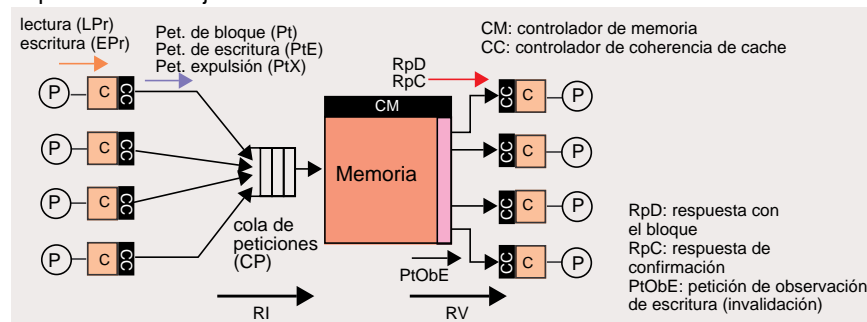 lectura (LPr)
escritura (EPr)
Pet. de bloque (Pt)
Pet. de escritura (PtE)
Pet. expulsión (PtX)
CM: controlador de memoria
CC: controlador de coherencia de cache
RpD
RpC
P
C
CC
P
C
CC
P
C
CC
P
C
CC
cola de
peticiones
(CP)
CM
Memoria
CC
C
P
CC
C
P
CC
C
P
CC
C
P
PtObE
RI
RV
RpD: respuesta con
el bloque
RpC: respuesta de
confirmación
PtObE: petición de observación
de escritura (invalidación)